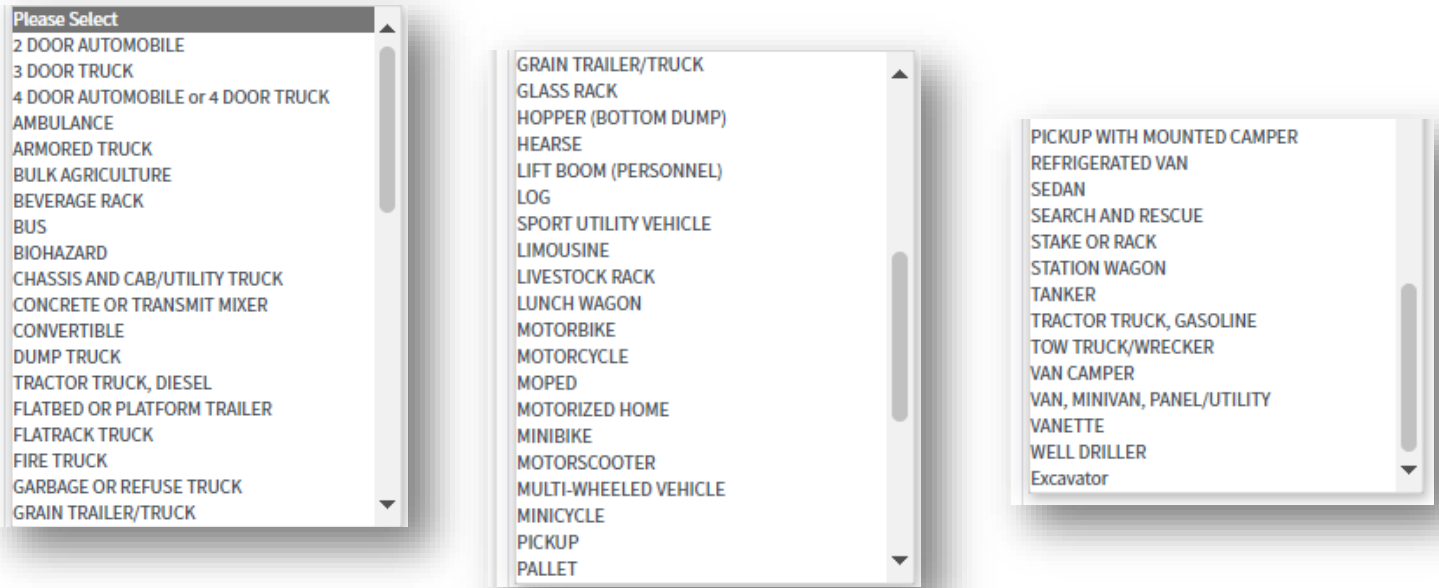 Please Select
2 DOOR AUTOMOBILE
3 DOOR TRUCK
4 DOOR AUTOMOBILE or 4 DOOR TRUCK
AMBULANCE
ARMORED TRUCK
BULK AGRICULTURE
BEVERAGE RACK
BUS
BIOHAZARD
CHASSIS AND CAB/UTILITY TRUCK
CONCRETE OR TRANSMIT MIXER
CONVERTIBLE
DUMP TRUCK
TRACTOR TRUCK, DIESEL
FLATBED OR PLATFORM TRAILER
FLATRACK TRUCK
FIRE TRUCK
GARBAGE OR REFUSE TRUCK
GRAIN TRAILER/TRUCK
GRAIN TRAILER/TRUCK
GLASS RACK
HOPPER (BOTTOM DUMP)
HEARSE
LIFT BOOM (PERSONNEL)
LOG
SPORT UTILITY VEHICLE
LIMOUSINE
LIVESTOCK RACK
LUNCH WAGON
MOTORBIKE
MOTORCYCLE
MOPED
MOTORIZED HOME
MINIBIKE
MOTORSCOOTER
MULTI-WHEELED VEHICLE
MINICYCLE
PICKUP
PALLET
PICKUP WITH MOUNTED CAMPER
REFRIGERATED VAN
SEDAN
SEARCH AND RESCUE
STAKE OR RACK
STATION WAGON
TANKER
TRACTOR TRUCK, GASOLINE
TOW TRUCK/WRECKER
VAN CAMPER
VAN, MINIVAN, PANEL/UTILITY
VANETTE
WELL DRILLER
Excavator